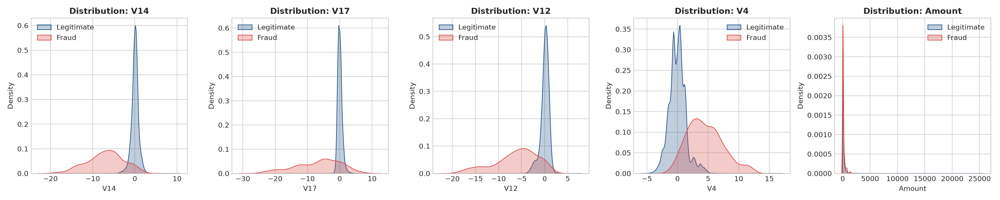 Distribution: V14
Legitimate
Fraud
0.6
0.5
0.4
0.3
0.2
0.1
0.0
Density
−20 −10 0 10
V14
Distribution: V17
Legitimate
Fraud
0.6
0.5
0.4
0.3
0.2
0.1
0.0
Density
−30 −20 −10 0 10
V17
Distribution: V12
Legitimate
Fraud
0.5
0.4
0.3
0.2
0.1
0.0
Density
−20 −15 −10 −5 0 5
V12
Distribution: V4
Legitimate
Fraud
0.35
0.30
0.25
0.20
0.15
0.10
0.05
0.00
Density
−5 0 5 10 15
V4
Distribution: Amount
Legitimate
Fraud
0.0035
0.0030
0.0025
0.0020
0.0015
0.0010
0.0005
0.0000
Density
0 5000 10000 15000 20000 25000
Amount